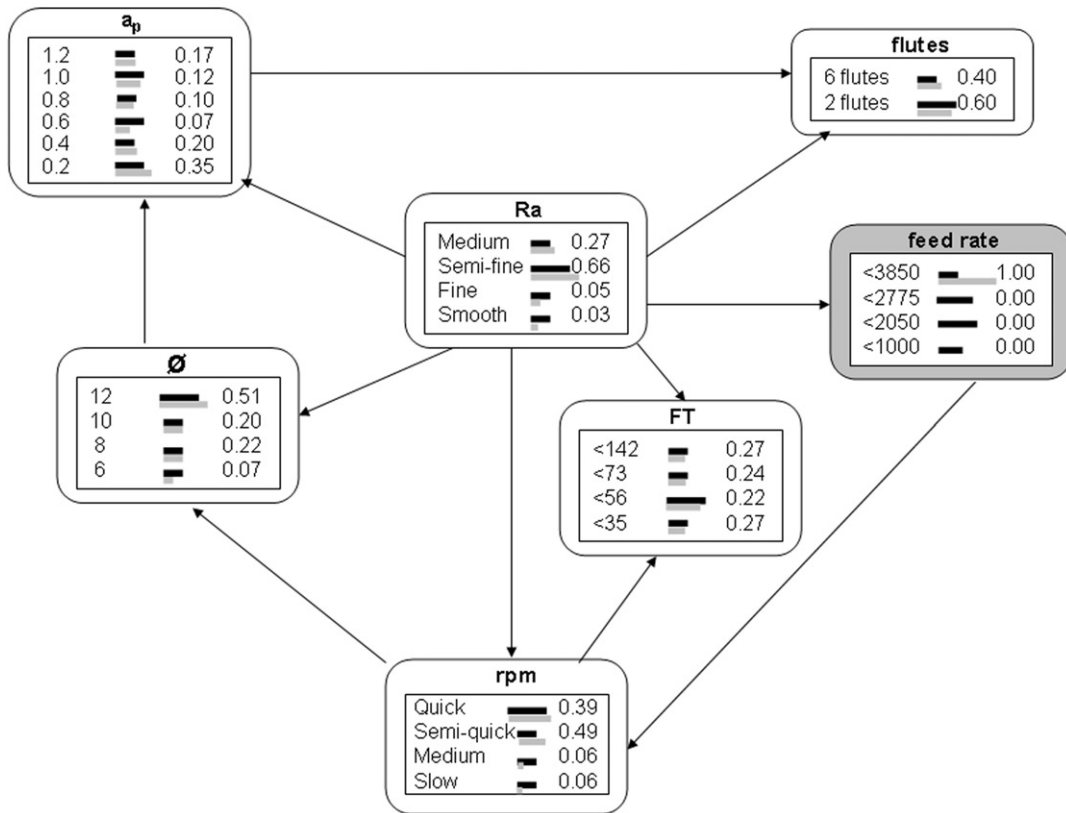 a_p
1.2 0.17
1.0 0.12
0.8 0.10
0.6 0.07
0.4 0.20
0.2 0.35
flutes
6 flutes 0.40
2 flutes 0.60
Ra
Medium 0.27
Semi-fine 0.66
Fine 0.05
Smooth 0.03
feed rate
<3850 1.00
<2775 0.00
<2050 0.00
<1000 0.00
Ø
12 0.51
10 0.20
8 0.22
6 0.07
FT
<142 0.27
<73 0.24
<56 0.22
<35 0.27
rpm
Quick 0.39
Semi-quick 0.49
Medium 0.06
Slow 0.06